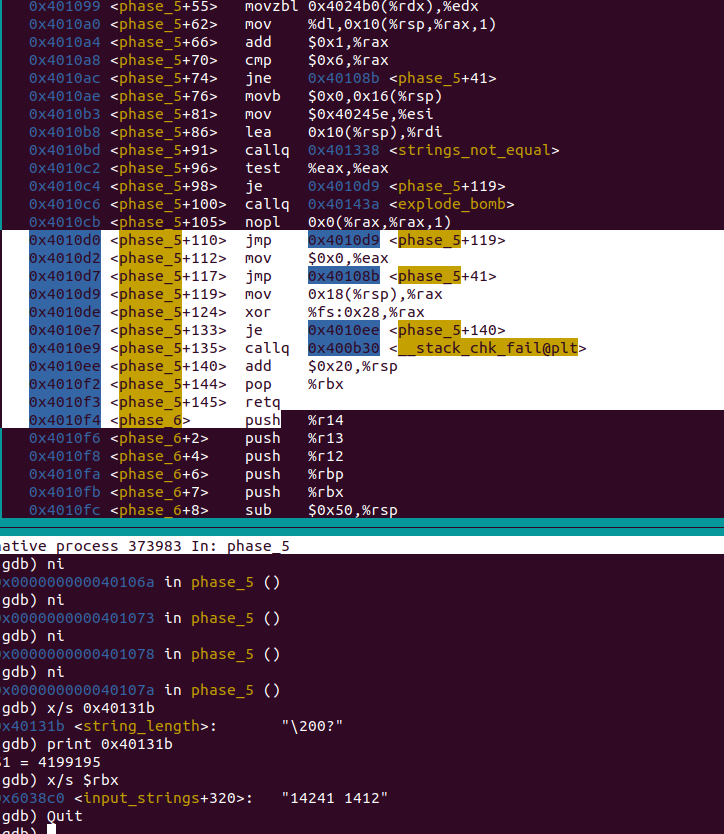 0x401099 <phase_5+55> movzbl 0x4024b0(%rdx),%edx
0x4010a0 <phase_5+62> mov %dl,0x10(%rsp,%rax,1)
0x4010a4 <phase_5+66> add $0x1,%rax
0x4010a8 <phase_5+70> cmp $0x6,%rax
0x4010ac <phase_5+74> jne 0x40108b <phase_5+41>
0x4010ae <phase_5+76> movb $0x0,0x16(%rsp)
0x4010b3 <phase_5+81> mov $0x40245e,%esi
0x4010b8 <phase_5+86> lea 0x10(%rsp),%rdi
0x4010bd <phase_5+91> callq 0x401338 <strings_not_equal>
0x4010c2 <phase_5+96> test %eax,%eax
0x4010c4 <phase_5+98> je 0x4010d9 <phase_5+119>
0x4010c6 <phase_5+100> callq 0x40143a <explode_bomb>
0x4010cb <phase_5+105> nopl 0x0(%rax,%rax,1)
0x4010d0 <phase_5+110> jmp 0x4010d9 <phase_5+119>
0x4010d2 <phase_5+112> mov $0x0,%eax
0x4010d7 <phase_5+117> jmp 0x40108b <phase_5+41>
0x4010d9 <phase_5+119> mov 0x18(%rsp),%rax
0x4010de <phase_5+124> xor %fs:0x28,%rax
0x4010e7 <phase_5+133> je 0x4010ee <phase_5+140>
0x4010e9 <phase_5+135> callq 0x400b30 <__stack_chk_fail@plt>
0x4010ee <phase_5+140> add $0x20,%rsp
0x4010f2 <phase_5+144> pop %rbx
0x4010f3 <phase_5+145> retq
0x4010f4 <phase_6> push %r14
0x4010f6 <phase_6+2> push %r13
0x4010f8 <phase_6+4> push %r12
0x4010fa <phase_6+6> push %rbp
0x4010fb <phase_6+7> push %rbx
0x4010fc <phase_6+8> sub $0x50,%rsp
native process 373983 In: phase_5
gdb) ni
0x000000000040106a in phase_5 ()
gdb) ni
0x0000000000401073 in phase_5 ()
gdb) ni
0x0000000000401078 in phase_5 ()
gdb) ni
0x000000000040107a in phase_5 ()
gdb) x/s 0x40131b
0x40131b <string_length>: "\200?"
gdb) print 0x40131b
$1 = 4199195
gdb) x/s $rbx
0x6038c0 <input_strings+320>: "14241 1412"
gdb) Quit
gdb)